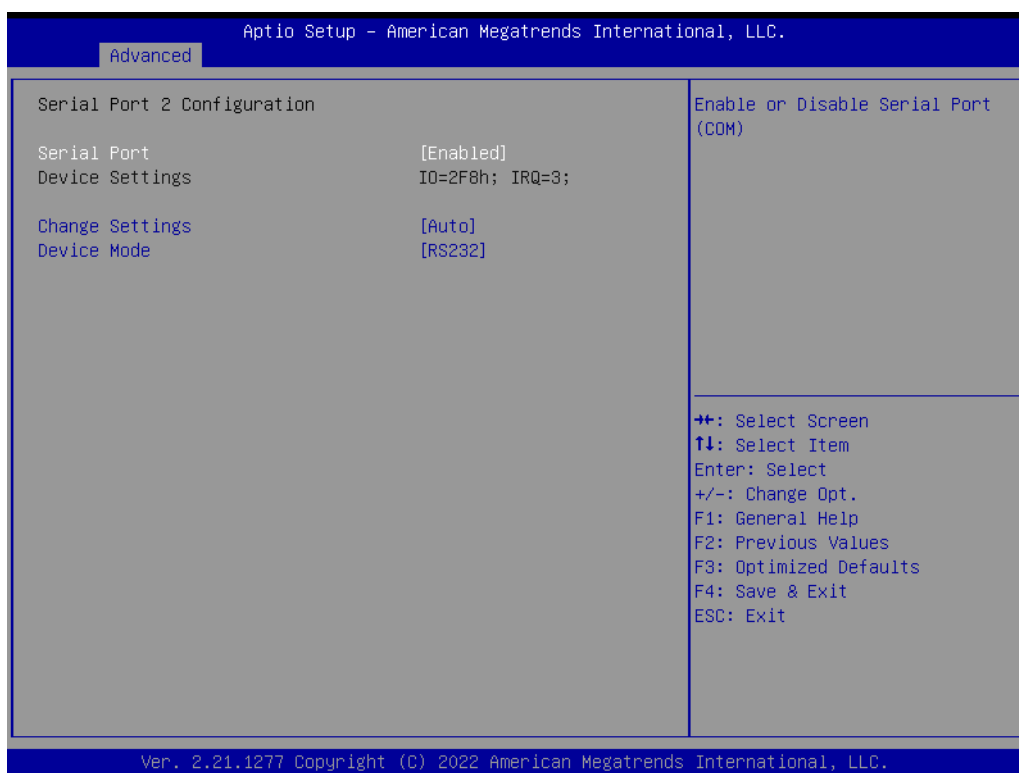 Aptio Setup – American Megatrends International, LLC.
Advanced
Serial Port 2 Configuration
Serial Port [Enabled]
Device Settings IO=2F8h; IRQ=3;
Change Settings [Auto]
Device Mode [RS232]
Enable or Disable Serial Port
(COM)
→←: Select Screen
↑↓: Select Item
Enter: Select
+/-: Change Opt.
F1: General Help
F2: Previous Values
F3: Optimized Defaults
F4: Save & Exit
ESC: Exit
Ver. 2.21.1277 Copyright (C) 2022 American Megatrends International, LLC.